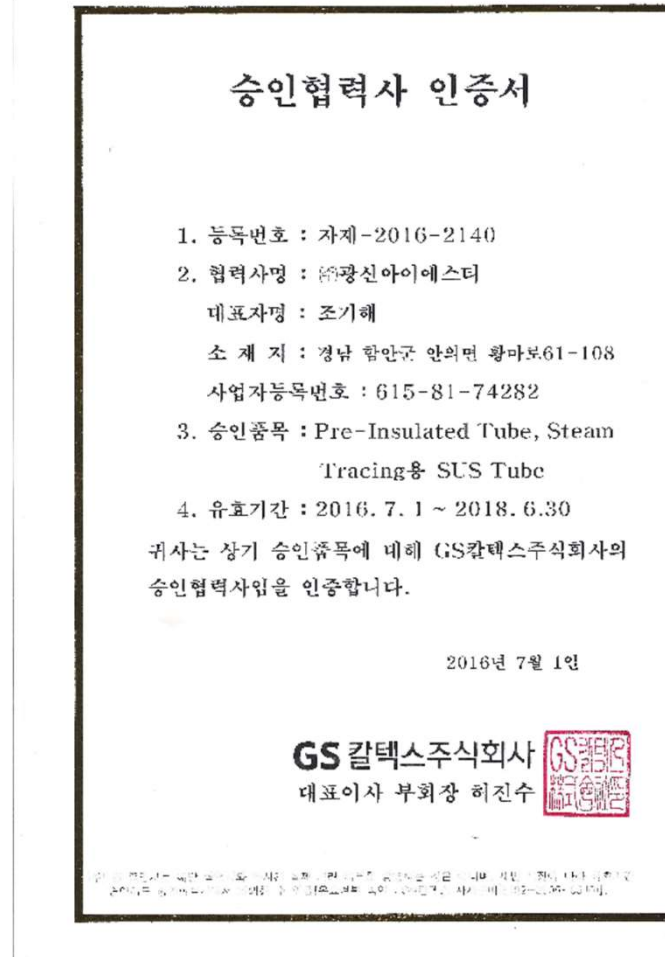 승인협력사 인증서
1. 등록번호 : 자재-2016-2140
2. 협력사명 : ㈜광신아이에스티
대표자명 : 조기해
소 재 지 : 경남 함안군 안의면 황마로61-108
사업자등록번호 : 615-81-74282
3. 승인품목 : Pre-Insulated Tube, Steam
Tracing용 SUS Tube
4. 유효기간 : 2016. 7. 1 ~ 2018. 6.30
귀사는 상기 승인품목에 대해 GS칼텍스주식회사의
승인협력사임을 인증합니다.
2016년 7월 1일
GS 칼텍스주식회사
대표이사 부회장 허진수